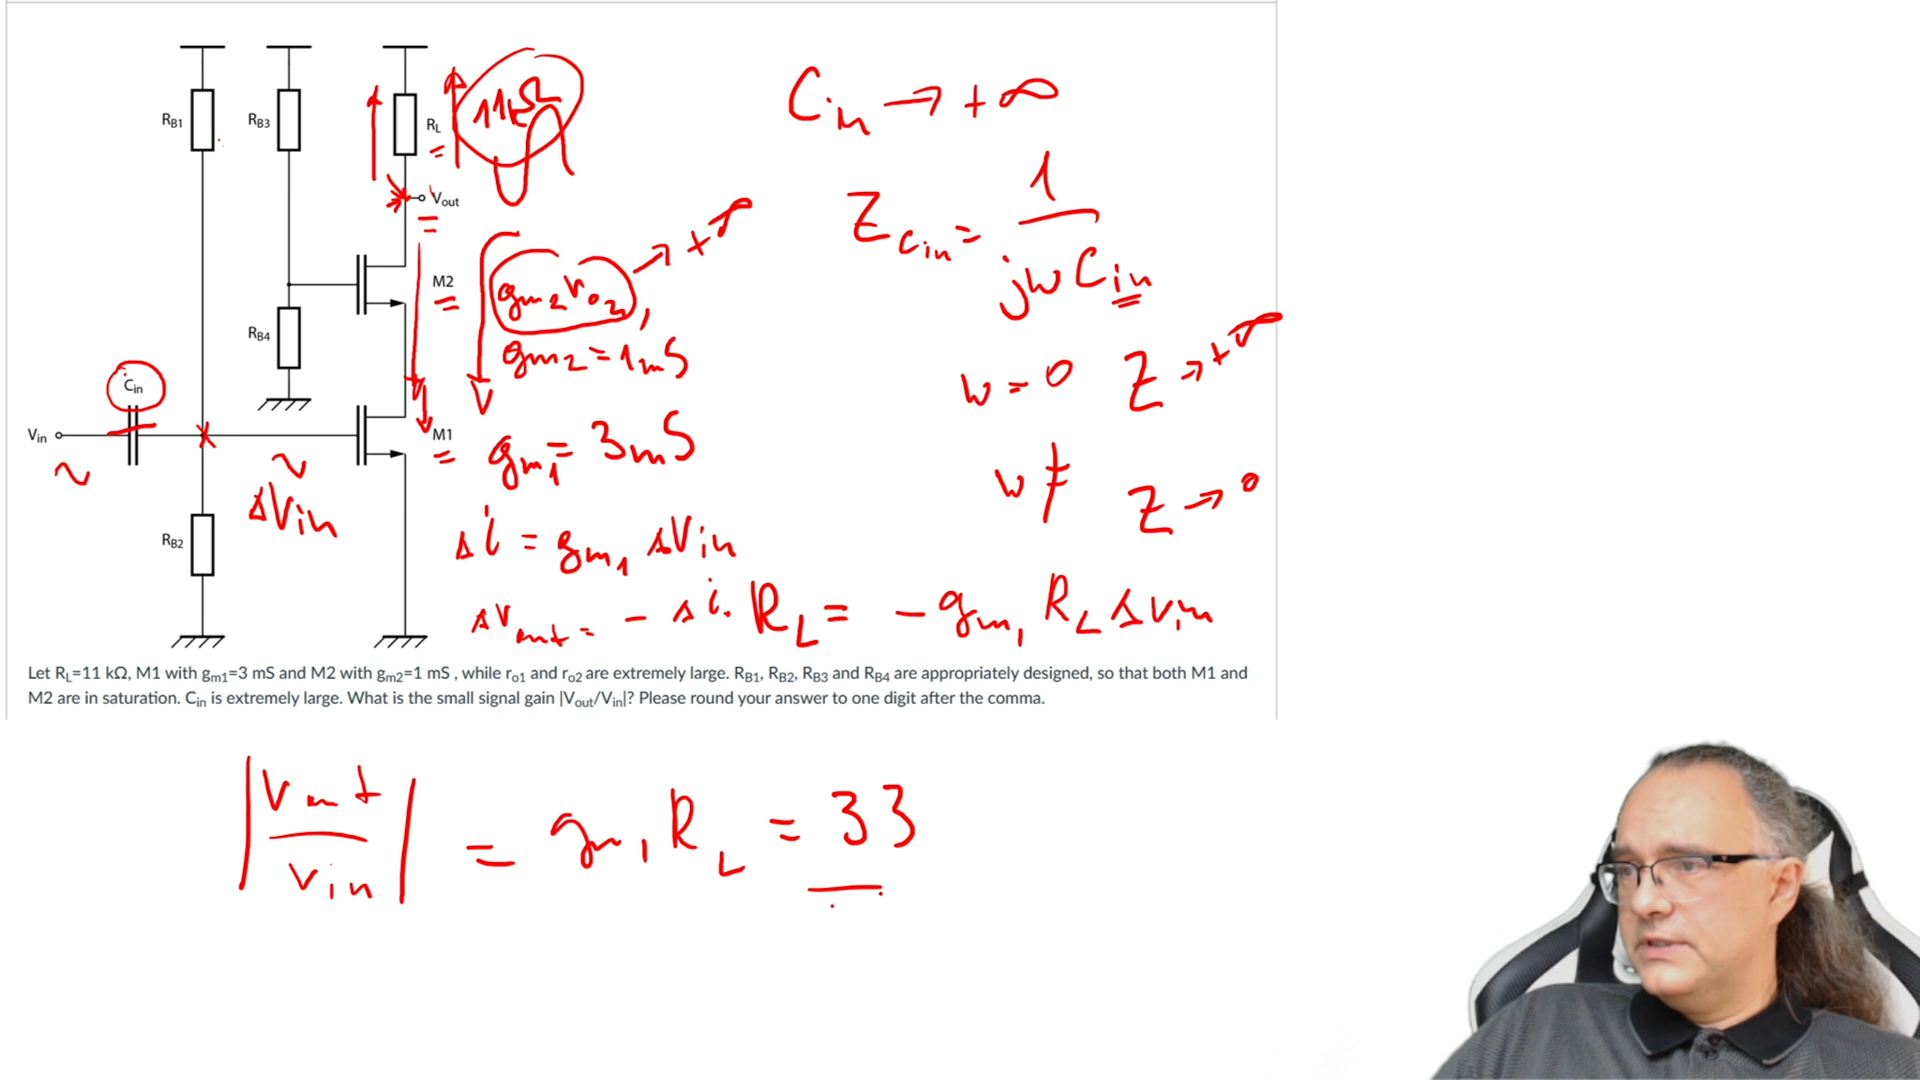 R_B1
R_B3
R_L
=
11kΩ
V_out
=
C_in → +∞
Z_Cin = 1 / jωC_in
M2
=
g_m2 r_o2 → +∞
R_B4
g_m2 = 1mS
ω = 0 Z → +∞
C_in
V_in
M1
=
g_m1 = 3mS
ω ≠ Z → 0
ΔV_in
R_B2
Δi = g_m1 ΔV_in
ΔV_out = - Δi · R_L = - g_m1 R_L ΔV_in
Let R_L=11 kΩ, M1 with g_m1=3 mS and M2 with g_m2=1 mS , while r_o1 and r_o2 are extremely large. R_B1, R_B2, R_B3 and R_B4 are appropriately designed, so that both M1 and
M2 are in saturation. C_in is extremely large. What is the small signal gain |V_out/V_in|? Please round your answer to one digit after the comma.
|V_out / V_in| = g_m1 R_L = 33